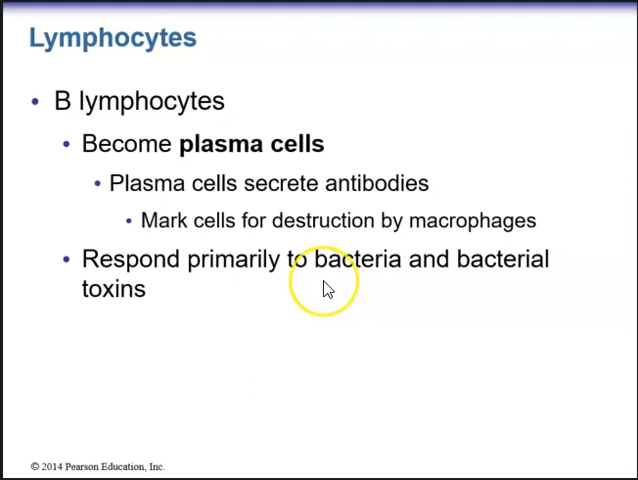 Lymphocytes
• B lymphocytes
• Become plasma cells
• Plasma cells secrete antibodies
• Mark cells for destruction by macrophages
• Respond primarily to bacteria and bacterial
toxins
© 2014 Pearson Education, Inc.